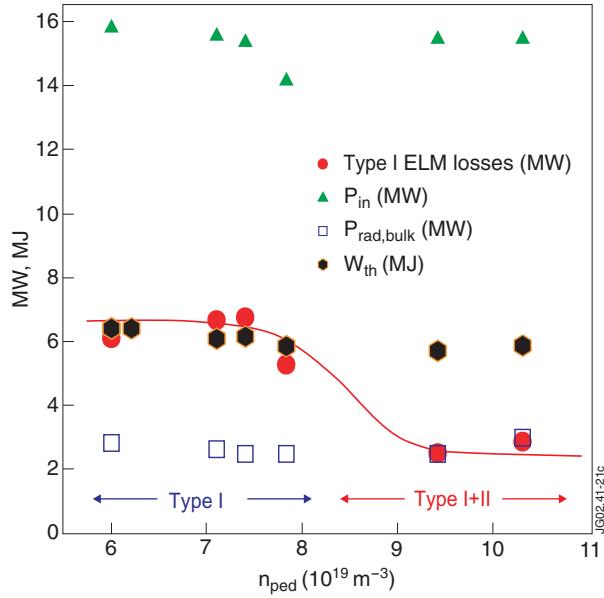 16
14
12
10
8
6
4
2
0
MW, MJ
Type I ELM losses (MW)
P_in (MW)
P_rad,bulk (MW)
W_th (MJ)
Type I
Type I+II
6 7 8 9 10 11
n_ped (10^19 m^−3)
JG02.41-21c